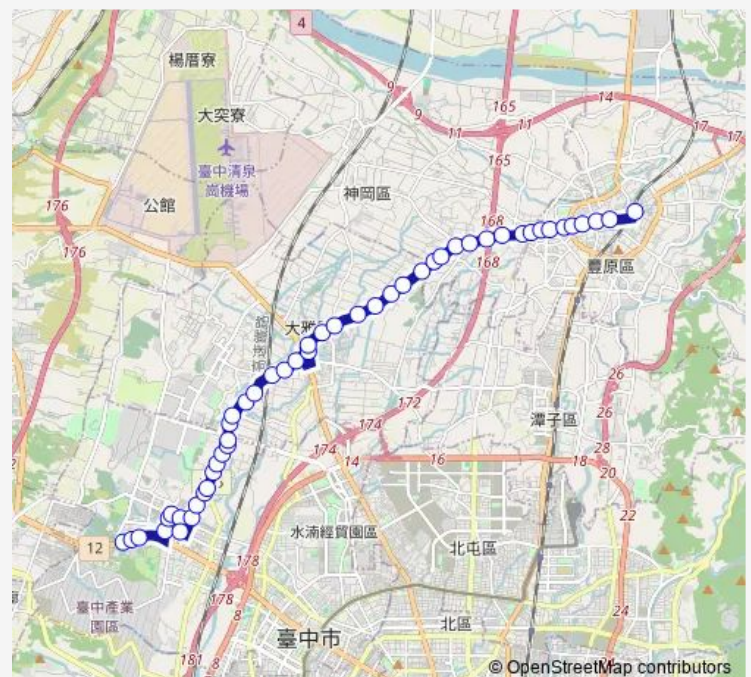 4
楊厝寮
9
9
165
14
大突寮
11
11
17
17
臺中清泉
崗機場
165
公館
神岡區
176
168
176
168
豐原區
大雅
26
172
26
174
潭子區
174
28
14
16
18
20
22
水湳經貿園區
12
北屯區
178
臺中產業
園區
178
24
8
北區
臺中市
181
8
© OpenStreetMap contributors